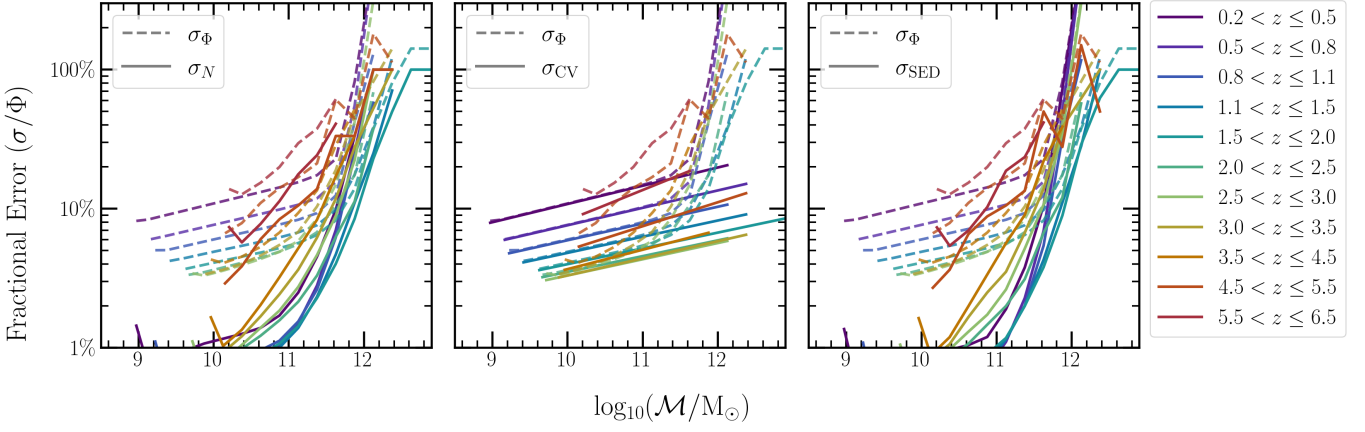 Fractional Error (σ/Φ)
100%
10%
1%
σ_Φ
σ_N
9 10 11 12
σ_Φ
σ_CV
9 10 11 12
σ_Φ
σ_SED
9 10 11 12
log₁₀(ℳ/M_⊙)
0.2 < z ≤ 0.5
0.5 < z ≤ 0.8
0.8 < z ≤ 1.1
1.1 < z ≤ 1.5
1.5 < z ≤ 2.0
2.0 < z ≤ 2.5
2.5 < z ≤ 3.0
3.0 < z ≤ 3.5
3.5 < z ≤ 4.5
4.5 < z ≤ 5.5
5.5 < z ≤ 6.5